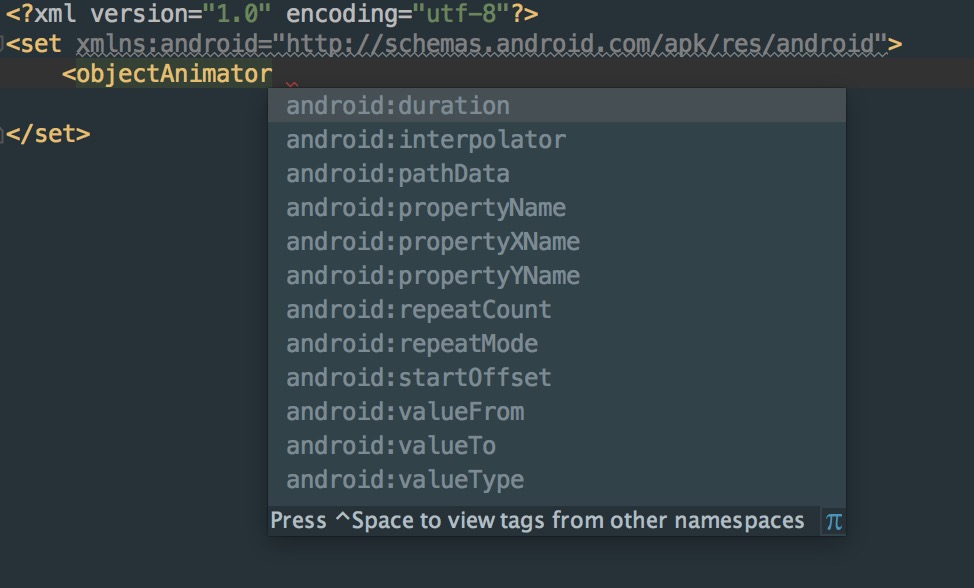 <?xml version="1.0" encoding="utf-8"?>
<set xmlns:android="http://schemas.android.com/apk/res/android">
<objectAnimator
android:duration
android:interpolator
</set>
android:pathData
android:propertyName
android:propertyXName
android:propertyYName
android:repeatCount
android:repeatMode
android:startOffset
android:valueFrom
android:valueTo
android:valueType
Press ^Space to view tags from other namespaces π